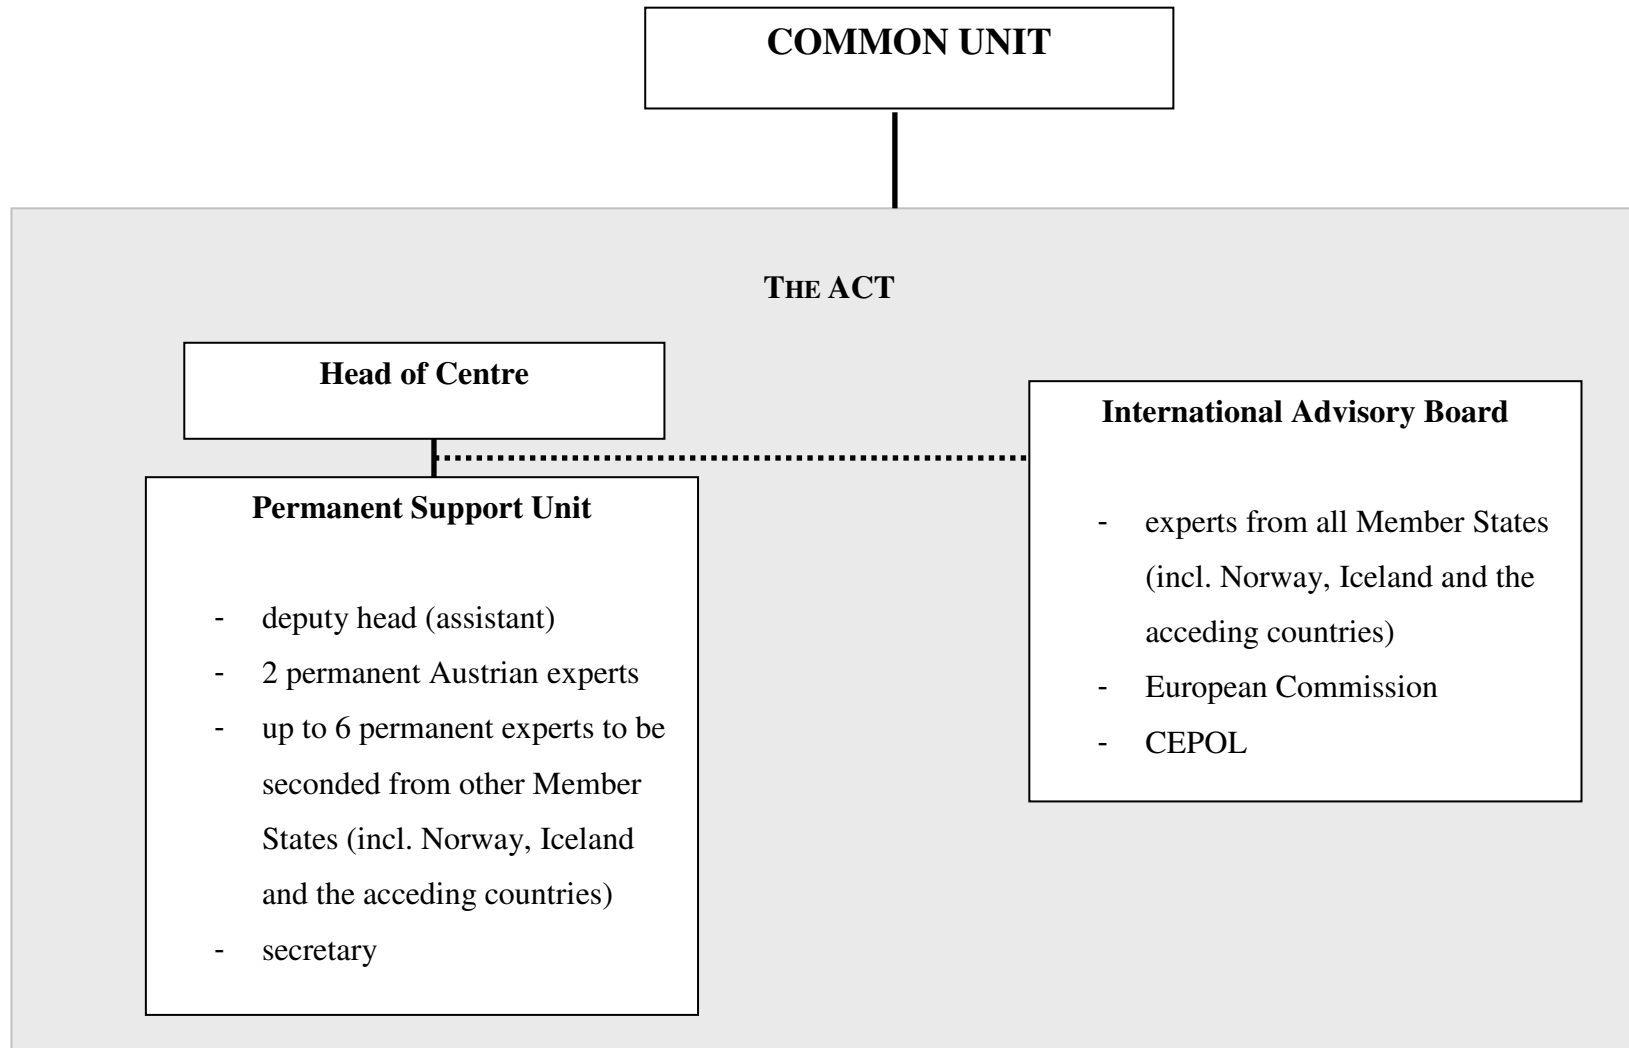 COMMON UNIT
THE ACT
Head of Centre
Permanent Support Unit
- deputy head (assistant)
- 2 permanent Austrian experts
- up to 6 permanent experts to be
seconded from other Member
States (incl. Norway, Iceland
and the acceding countries)
- secretary
International Advisory Board
- experts from all Member States
(incl. Norway, Iceland and the
acceding countries)
- European Commission
- CEPOL